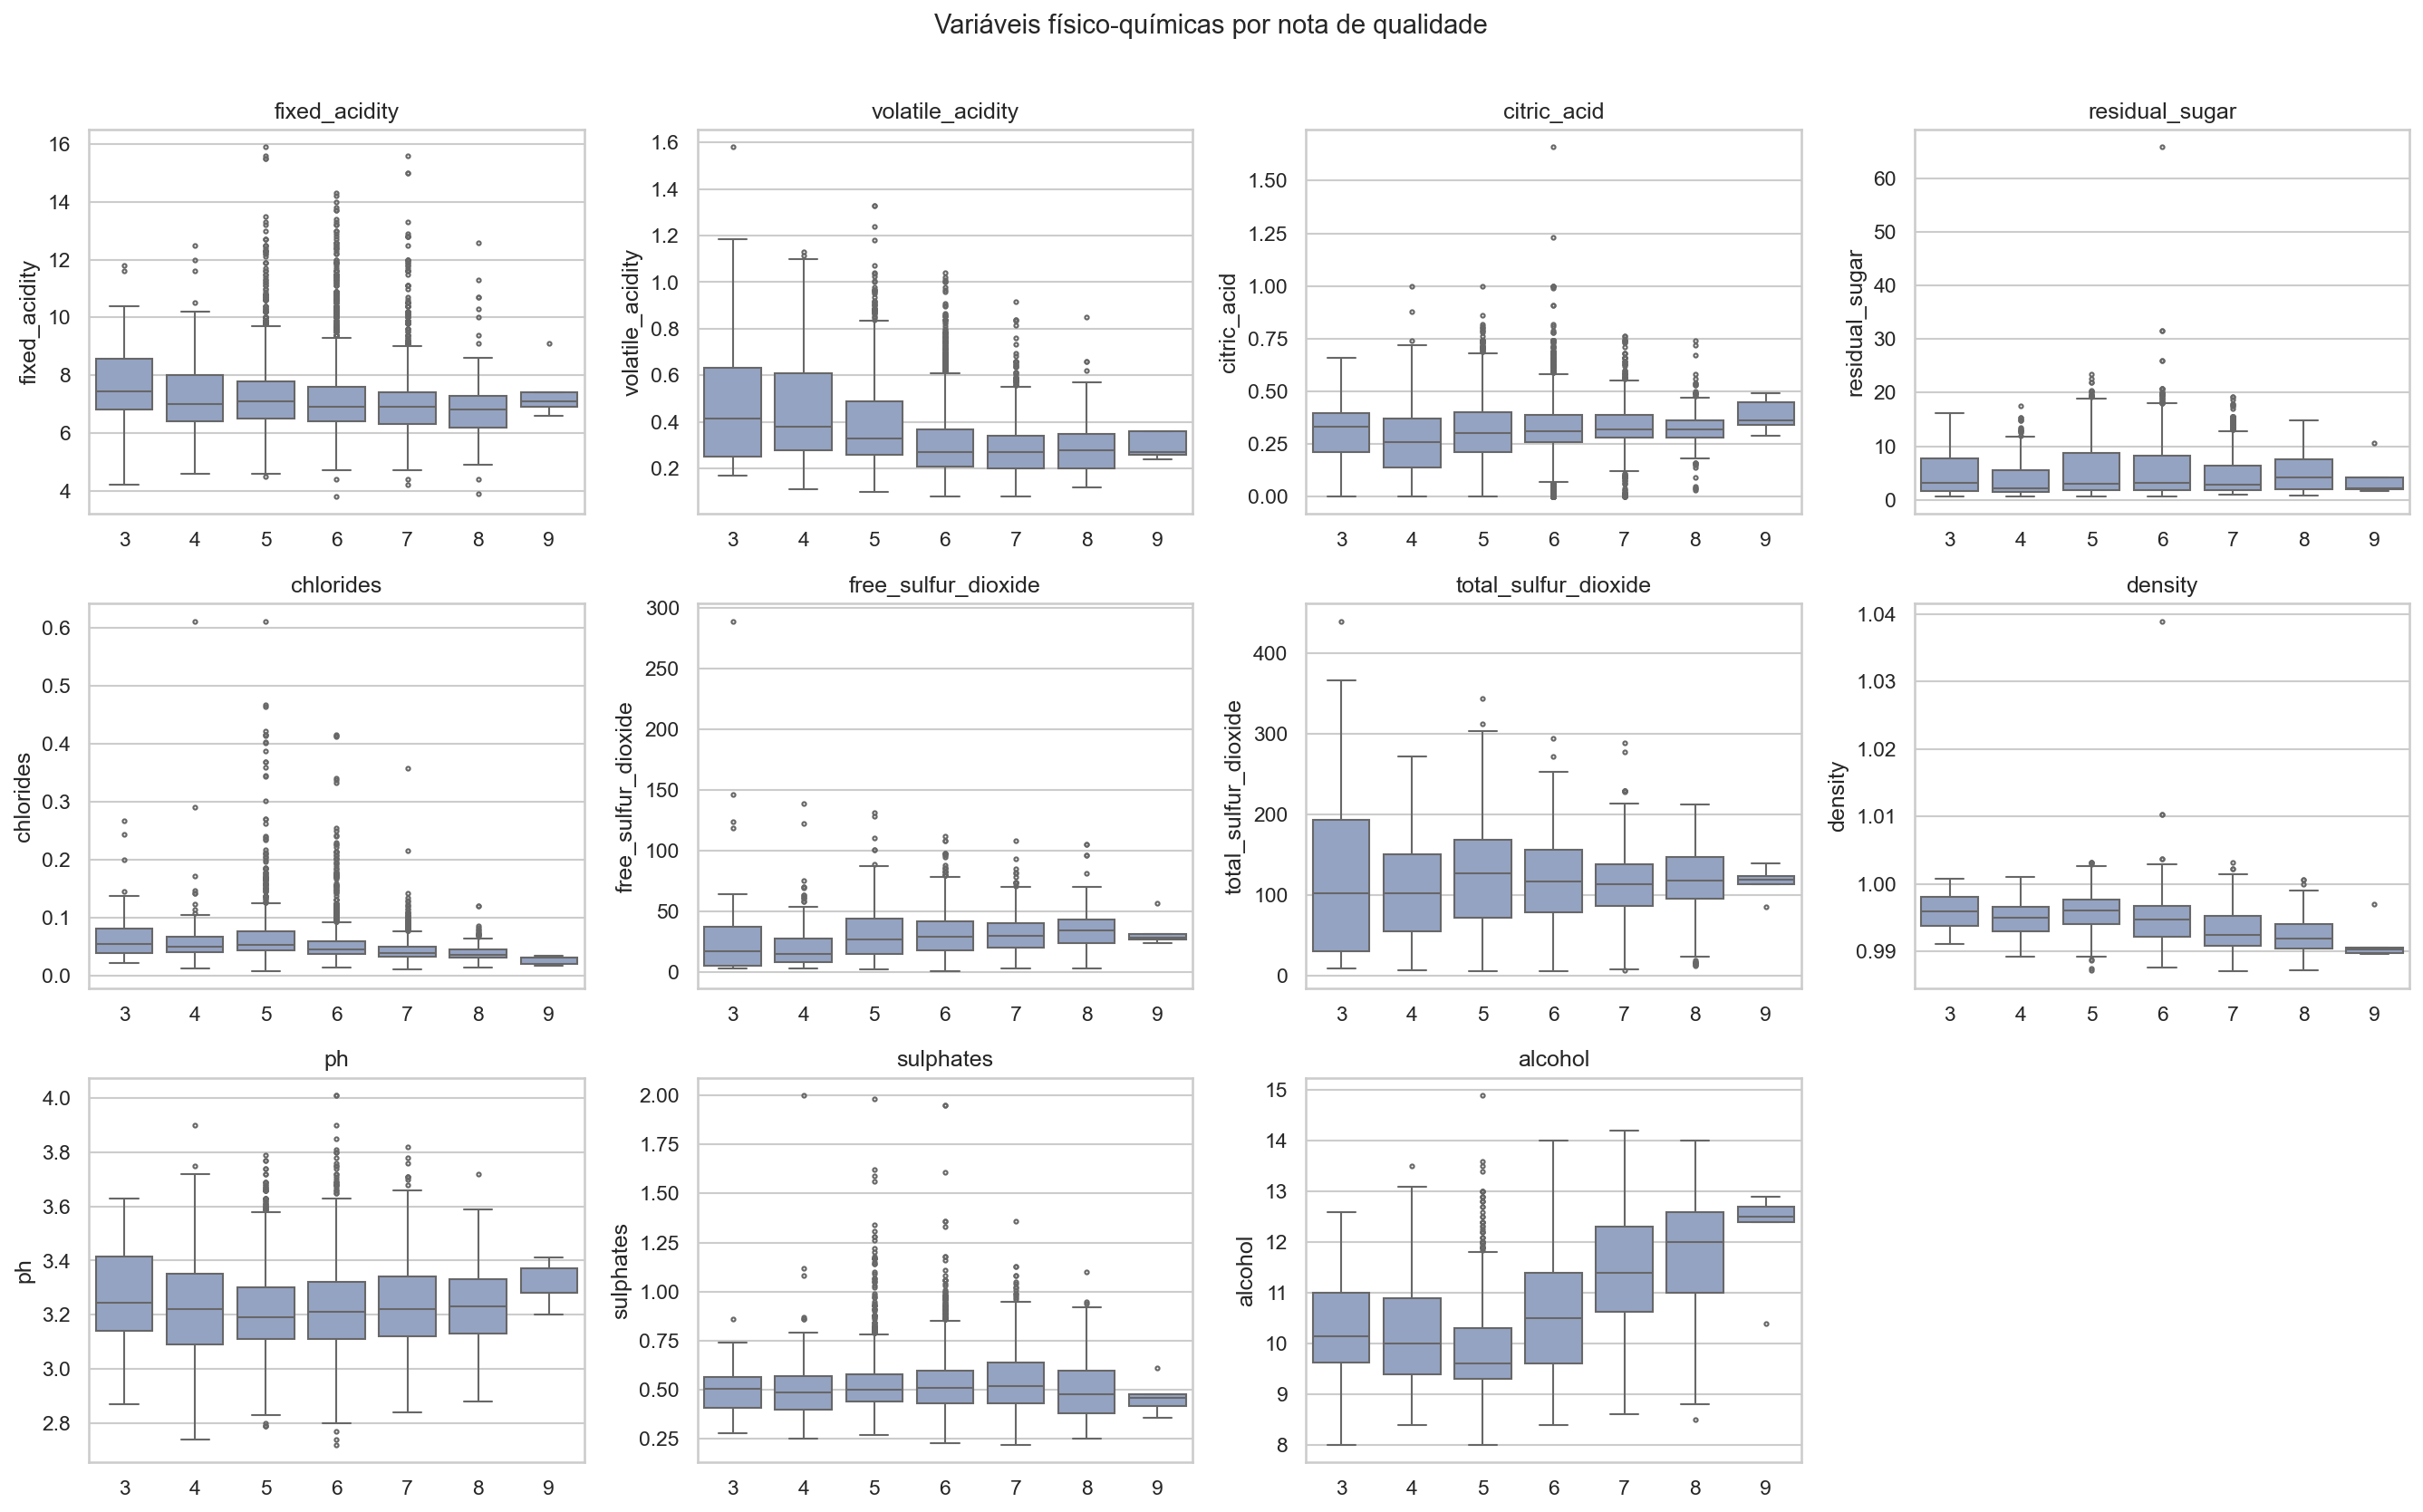 Variáveis físico-químicas por nota de qualidade
fixed_acidity
fixed_acidity
16
14
12
10
8
6
4
3 4 5 6 7 8 9
volatile_acidity
volatile_acidity
1.6
1.4
1.2
1.0
0.8
0.6
0.4
0.2
3 4 5 6 7 8 9
citric_acid
citric_acid
1.50
1.25
1.00
0.75
0.50
0.25
0.00
3 4 5 6 7 8 9
residual_sugar
residual_sugar
60
50
40
30
20
10
0
3 4 5 6 7 8 9
chlorides
chlorides
0.6
0.5
0.4
0.3
0.2
0.1
0.0
3 4 5 6 7 8 9
free_sulfur_dioxide
free_sulfur_dioxide
300
250
200
150
100
50
0
3 4 5 6 7 8 9
total_sulfur_dioxide
total_sulfur_dioxide
400
300
200
100
0
3 4 5 6 7 8 9
density
density
1.04
1.03
1.02
1.01
1.00
0.99
3 4 5 6 7 8 9
ph
ph
4.0
3.8
3.6
3.4
3.2
3.0
2.8
3 4 5 6 7 8 9
sulphates
sulphates
2.00
1.75
1.50
1.25
1.00
0.75
0.50
0.25
3 4 5 6 7 8 9
alcohol
alcohol
15
14
13
12
11
10
9
8
3 4 5 6 7 8 9